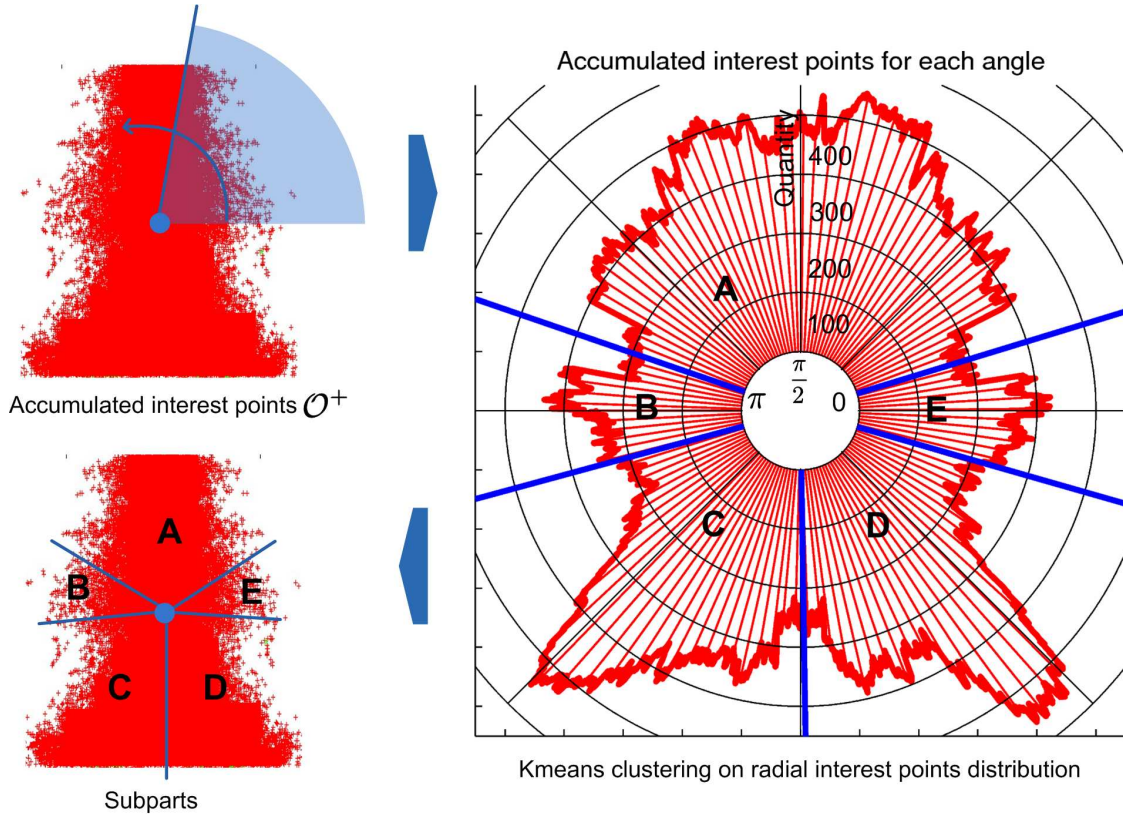 Accumulated interest points 𝒪⁺
Accumulated interest points for each angle
Quantity
400
300
200
100
A
B
π
π/2
0
E
C
D
Kmeans clustering on radial interest points distribution
A
B
E
C
D
Subparts